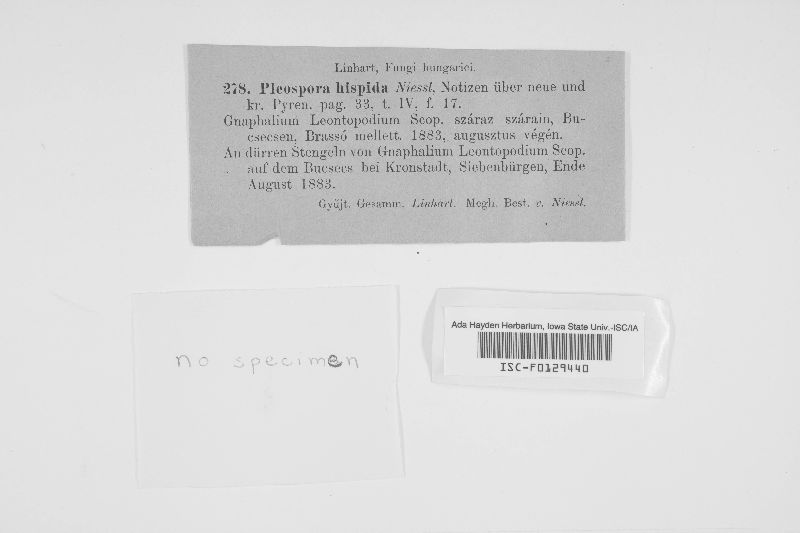 Linhart, Fungi hungarici.
278. Pleospora hispida Niessl, Notizen über neue und
kr. Pyren. pag. 33, t. IV, f. 17.
Gnaphalium Leontopodium Scop. száraz szárain, Bu-
csecsen, Brassó mellett. 1883, augusztus végén.
An dürren Stengeln von Gnaphalium Leontopodium Scop.
auf dem Bucsecs bei Kronstadt, Siebenbürgen, Ende
August 1883.
Gyűjt. Gesamm. Linhart. Megh. Best. v. Niessl.
no specimen
Ada Hayden Herbarium, Iowa State Univ.-ISC/IA
ISC-F0129440